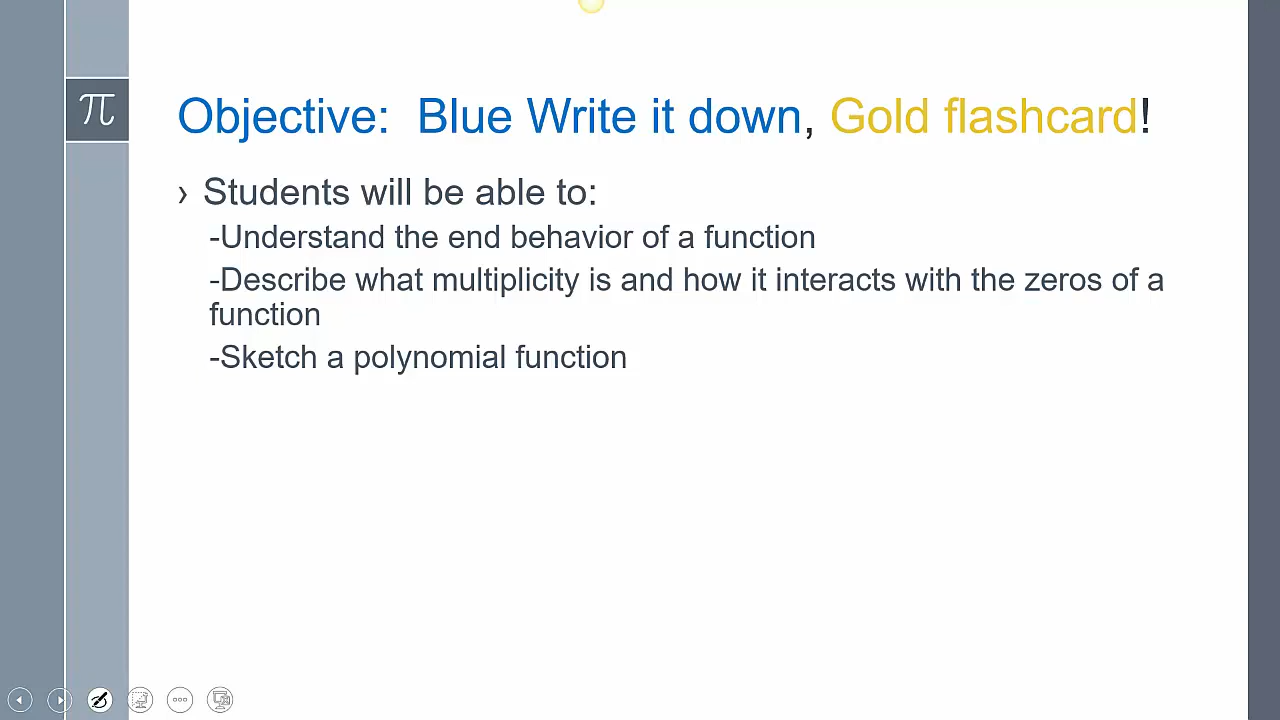 π
Objective:  Blue Write it down, Gold flashcard!
› Students will be able to:
-Understand the end behavior of a function
-Describe what multiplicity is and how it interacts with the zeros of a
function
-Sketch a polynomial function